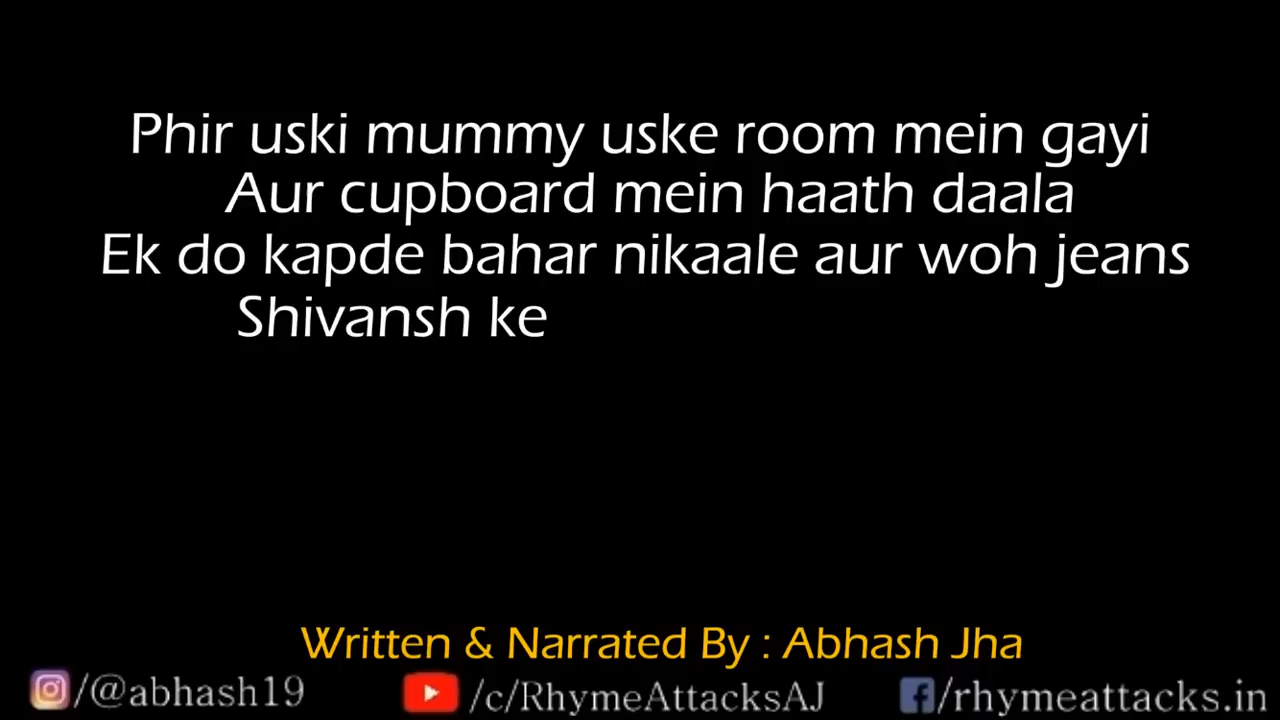 Phir uski mummy uske room mein gayi
Aur cupboard mein haath daala
Ek do kapde bahar nikaale aur woh jeans
Shivansh ke
Written & Narrated By : Abhash Jha
/@abhash19 /c/RhymeAttacksAJ /rhymeattacks.in